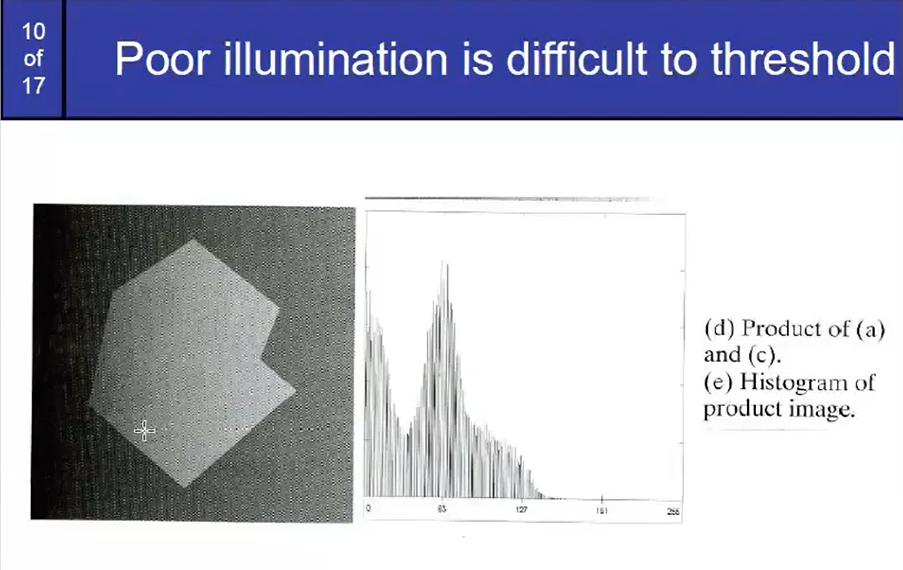 10
of
17
Poor illumination is difficult to threshold
(d) Product of (a)
and (c).
(e) Histogram of
product image.
0
63
127
191
255